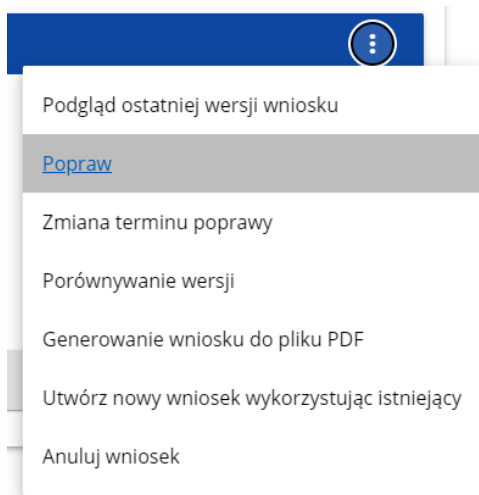 Podgląd ostatniej wersji wniosku
Popraw
Zmiana terminu poprawy
Porównywanie wersji
Generowanie wniosku do pliku PDF
Utwórz nowy wniosek wykorzystując istniejący
Anuluj wniosek